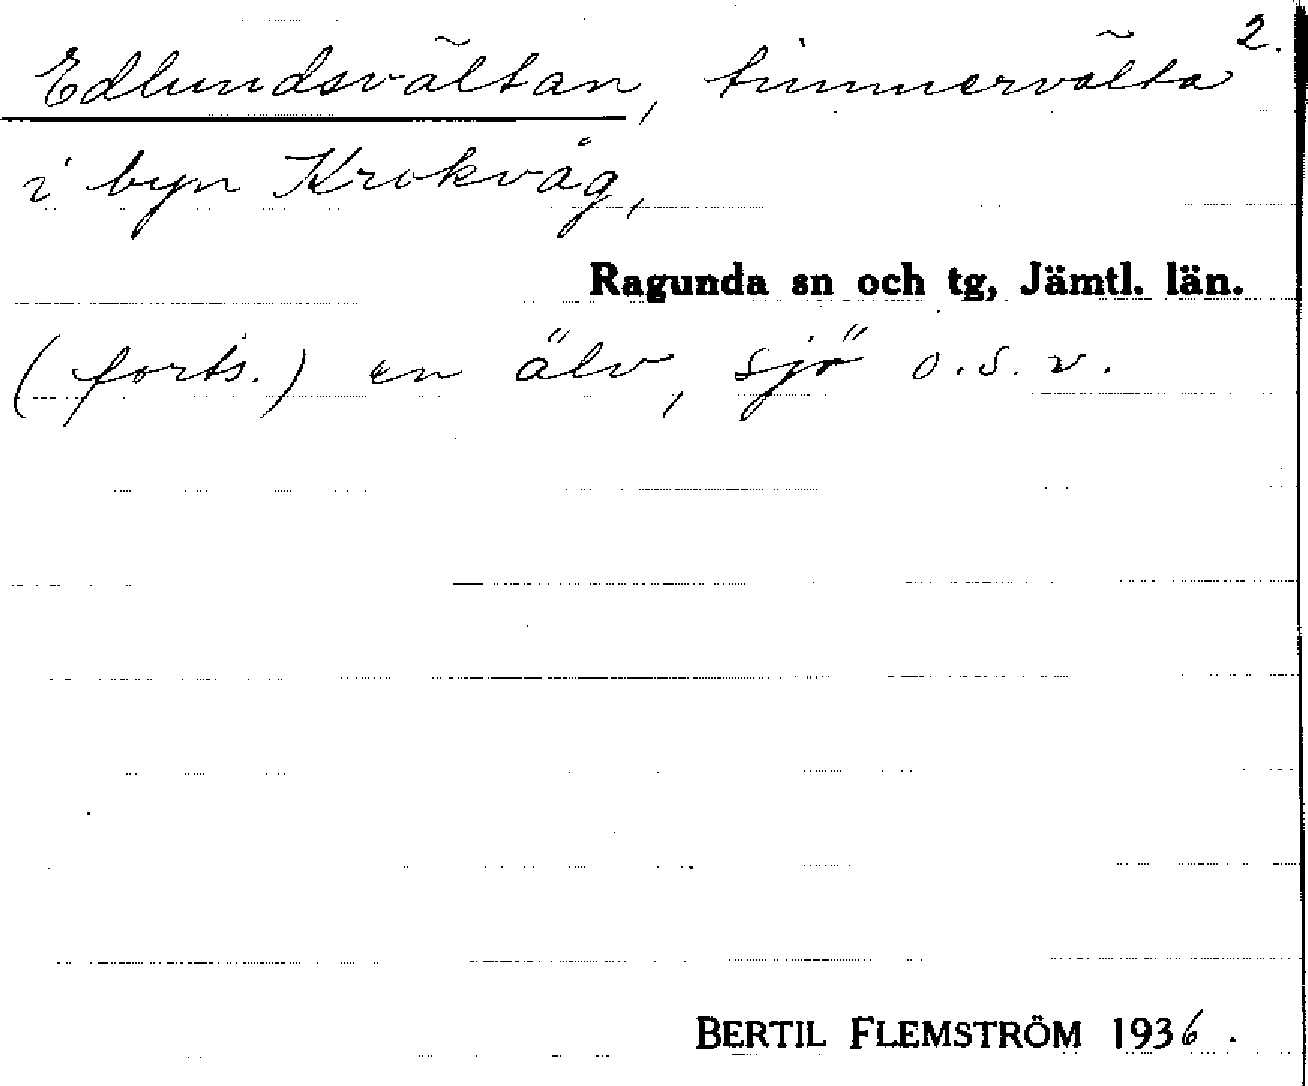 2.
Edlundsvältan, timmervälta
i byn Krokvåg,
Ragunda sn och tg, Jämtl. län.
(forts.) en älv, sjö o.s.v.
BERTIL FLEMSTRÖM 1936.